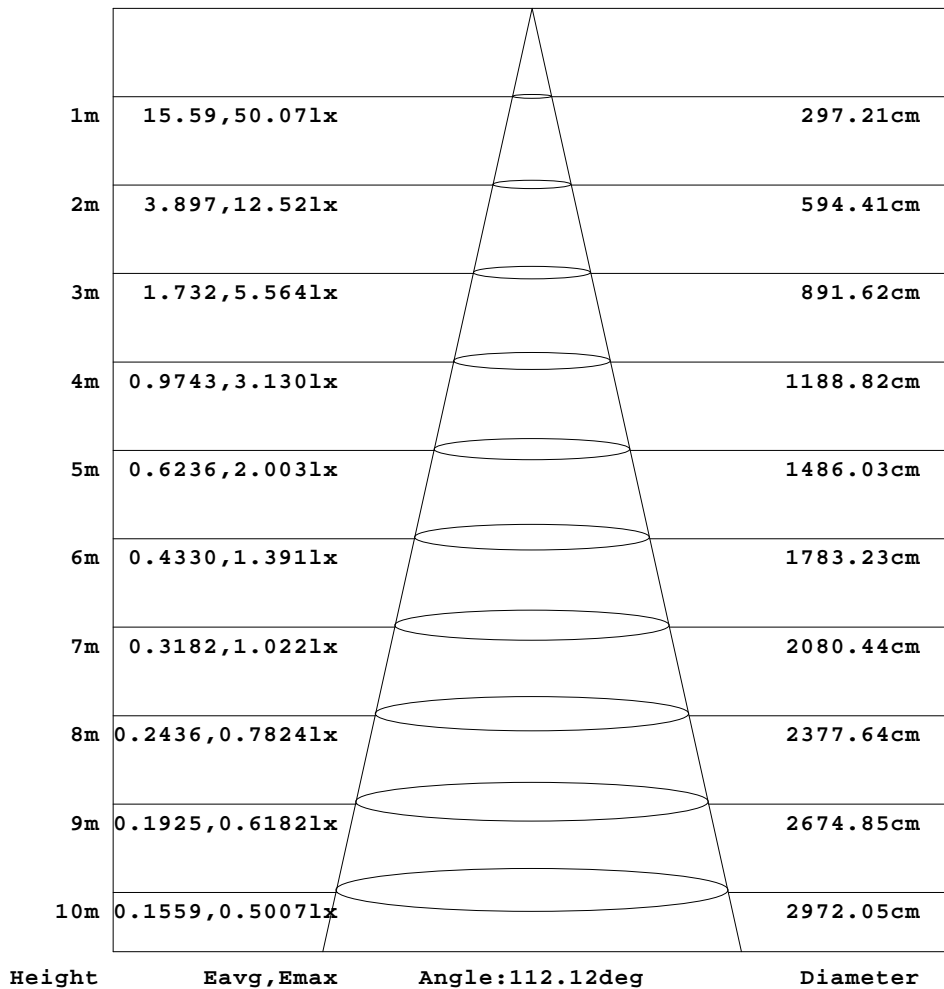 1m 15.59,50.07lx 297.21cm
2m 3.897,12.52lx 594.41cm
3m 1.732,5.564lx 891.62cm
4m 0.9743,3.130lx 1188.82cm
5m 0.6236,2.003lx 1486.03cm
6m 0.4330,1.391lx 1783.23cm
7m 0.3182,1.022lx 2080.44cm
8m 0.2436,0.7824lx 2377.64cm
9m 0.1925,0.6182lx 2674.85cm
10m 0.1559,0.5007lx 2972.05cm
Height Eavg,Emax Angle:112.12deg Diameter